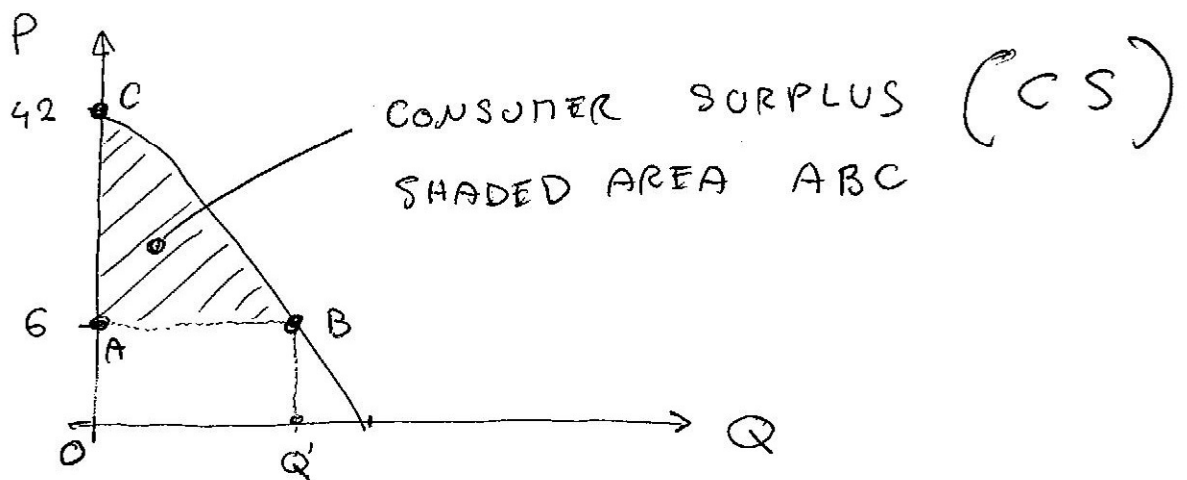 P
42 C
CONSUMER SURPLUS (CS)
SHADED AREA ABC
6
A
B
O
Q'
Q